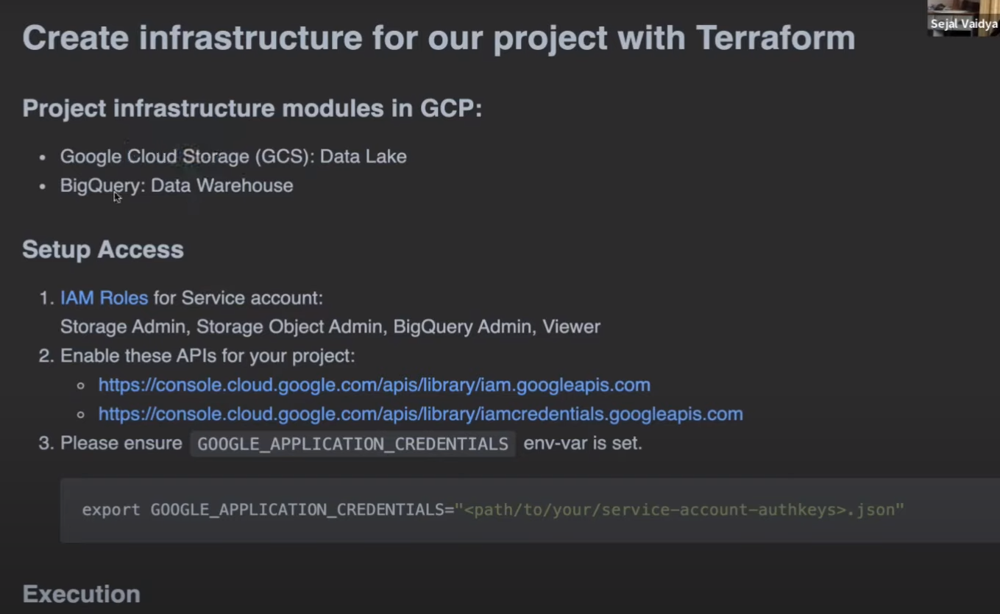 Sejal Vaidya
Create infrastructure for our project with Terraform
Project infrastructure modules in GCP:
• Google Cloud Storage (GCS): Data Lake
• BigQuery: Data Warehouse
Setup Access
1. IAM Roles for Service account:
Storage Admin, Storage Object Admin, BigQuery Admin, Viewer
2. Enable these APIs for your project:
◦ https://console.cloud.google.com/apis/library/iam.googleapis.com
◦ https://console.cloud.google.com/apis/library/iamcredentials.googleapis.com
3. Please ensure GOOGLE_APPLICATION_CREDENTIALS env-var is set.
export GOOGLE_APPLICATION_CREDENTIALS="<path/to/your/service-account-authkeys>.json"
Execution